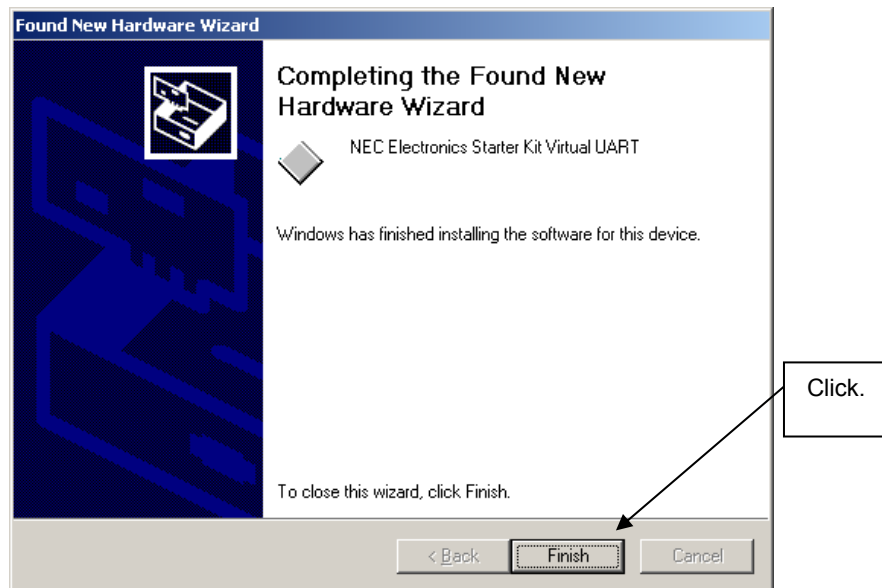 Found New Hardware Wizard
Completing the Found New
Hardware Wizard
NEC Electronics Starter Kit Virtual UART
Windows has finished installing the software for this device.
Click.
To close this wizard, click Finish.
< Back Finish Cancel